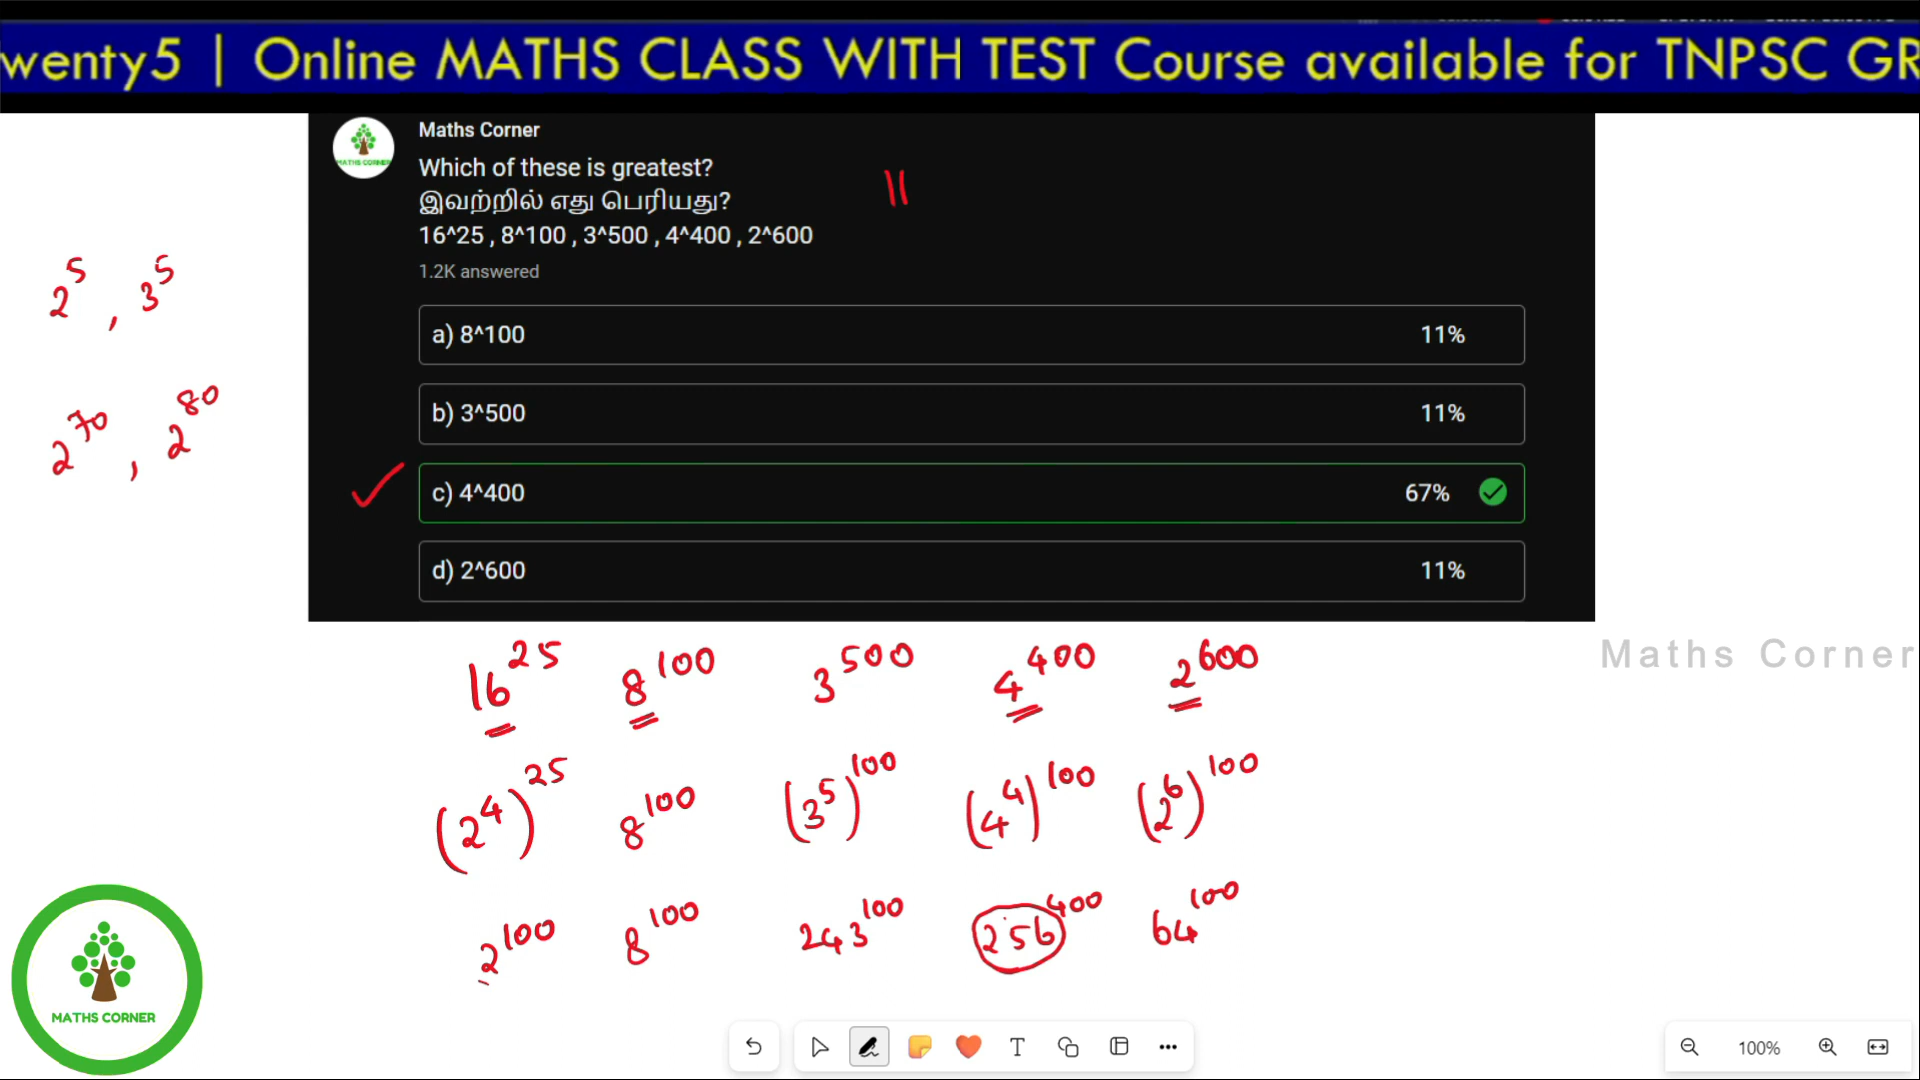 wenty5 | Online MATHS CLASS WITH TEST Course available for TNPSC GR
Maths Corner
Which of these is greatest?
இவற்றில் எது பெரியது?
16^25 , 8^100 , 3^500 , 4^400 , 2^600
1.2K answered
a) 8^100 11%
b) 3^500 11%
c) 4^400 67%
d) 2^600 11%
2^5 , 3^5
2^70 , 2^80
16^25 8^100 3^500 4^400 2^600
(2^4)^25 8^100 (3^5)^100 (4^4)^100 (2^6)^100
2^100 8^100 243^100 256^400 64^100
Maths Corner
MATHS CORNER
MATHS CORNER
T
100%